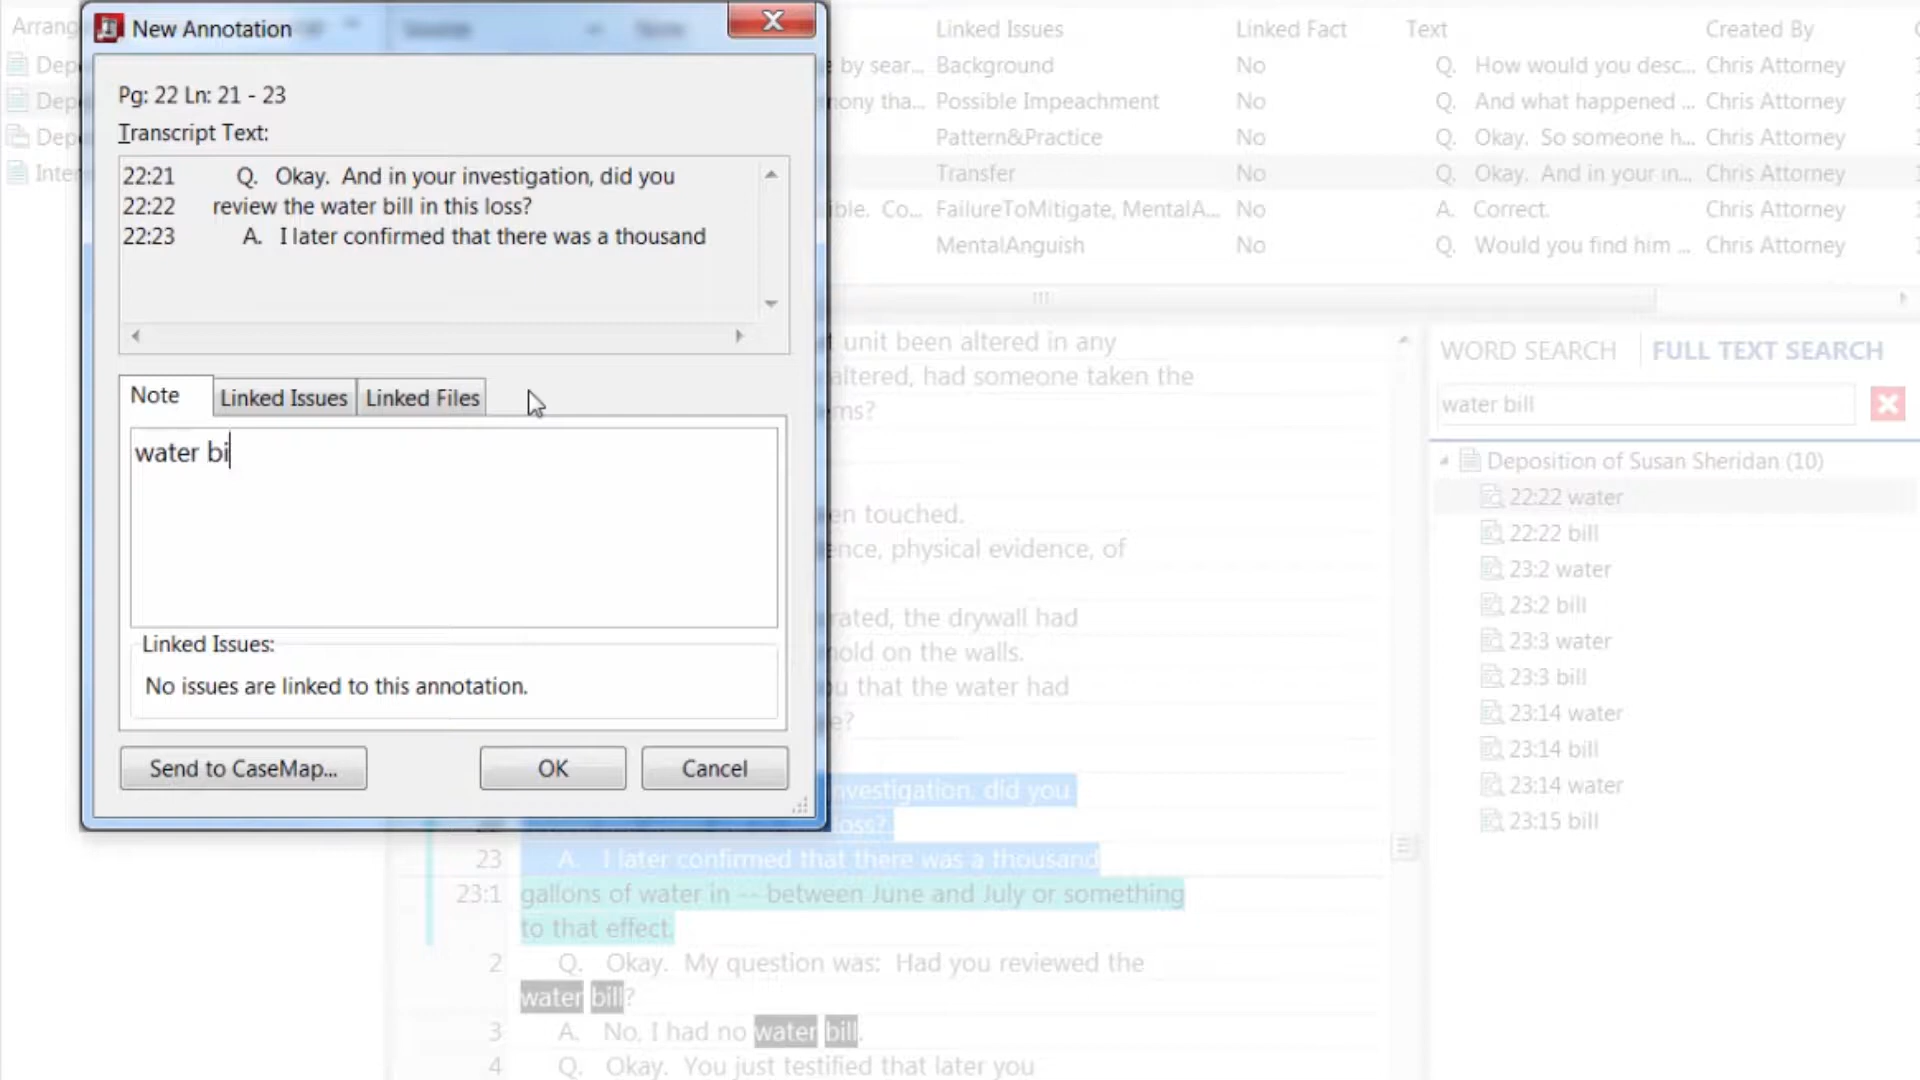 New Annotation
Pg: 22 Ln: 21 - 23
Transcript Text:
22:21 Q. Okay. And in your investigation, did you
22:22 review the water bill in this loss?
22:23 A. I later confirmed that there was a thousand
Note Linked Issues Linked Files
water bi
Linked Issues:
No issues are linked to this annotation.
Send to CaseMap... OK Cancel
Linked Issues Linked Fact Text Created By
by sear... Background No Q. How would you desc... Chris Attorney
mony tha... Possible Impeachment No Q. And what happened ... Chris Attorney
Pattern&Practice No Q. Okay. So someone h... Chris Attorney
Transfer No Q. Okay. And in your in... Chris Attorney
ible. Co... FailureToMitigate, MentalA... No A. Correct. Chris Attorney
MentalAnguish No Q. Would you find him ... Chris Attorney
unit been altered in any
altered, had someone taken the
ms?
en touched.
ence, physical evidence, of
rated, the drywall had
mold on the walls.
u that the water had
e?
nvestigation, did you
loss?
23 A. I later confirmed that there was a thousand
23:1 gallons of water in -- between June and July or something
to that effect.
2 Q. Okay. My question was: Had you reviewed the
water bill?
3 A. No, I had no water bill.
4 Q. Okay. You just testified that later you
WORD SEARCH FULL TEXT SEARCH
water bill
Deposition of Susan Sheridan (10)
22:22 water
22:22 bill
23:2 water
23:2 bill
23:3 water
23:3 bill
23:14 water
23:14 bill
23:14 water
23:15 bill